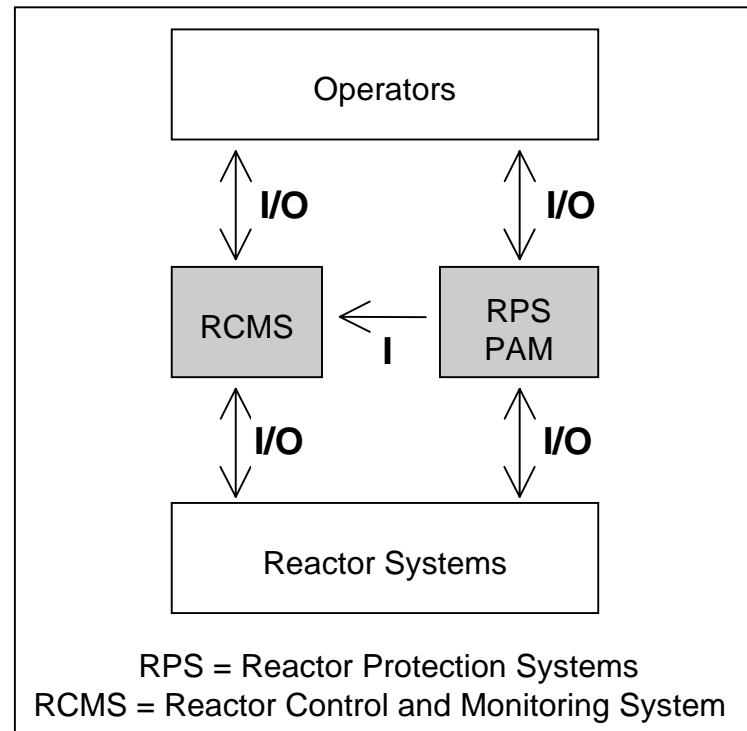 Operators
I/O
I/O
RCMS
I
RPS
PAM
I/O
I/O
Reactor Systems
RPS = Reactor Protection Systems
RCMS = Reactor Control and Monitoring System